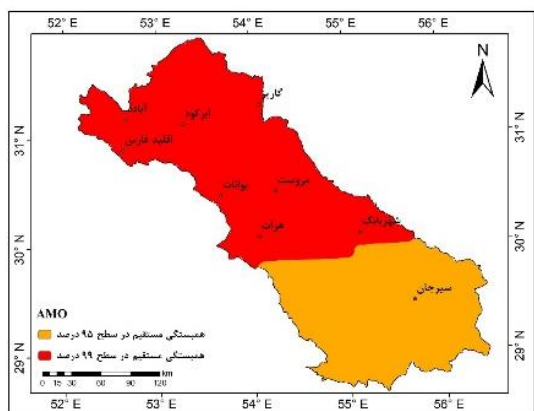 52° E 53° E 54° E 55° E 56° E
N
گاریز
آباده
ابرکوه
31° N 31° N
اقلید فارس
مروست
بوانات
هرات
شهربابک
30° N 30° N
سیرجان
AMO
همبستگی مستقیم در سطح ۹۵ درصد
همبستگی مستقیم در سطح ۹۹ درصد
29° N 29° N
km
0 15 30 60 90 120
52° E 53° E 54° E 55° E 56° E